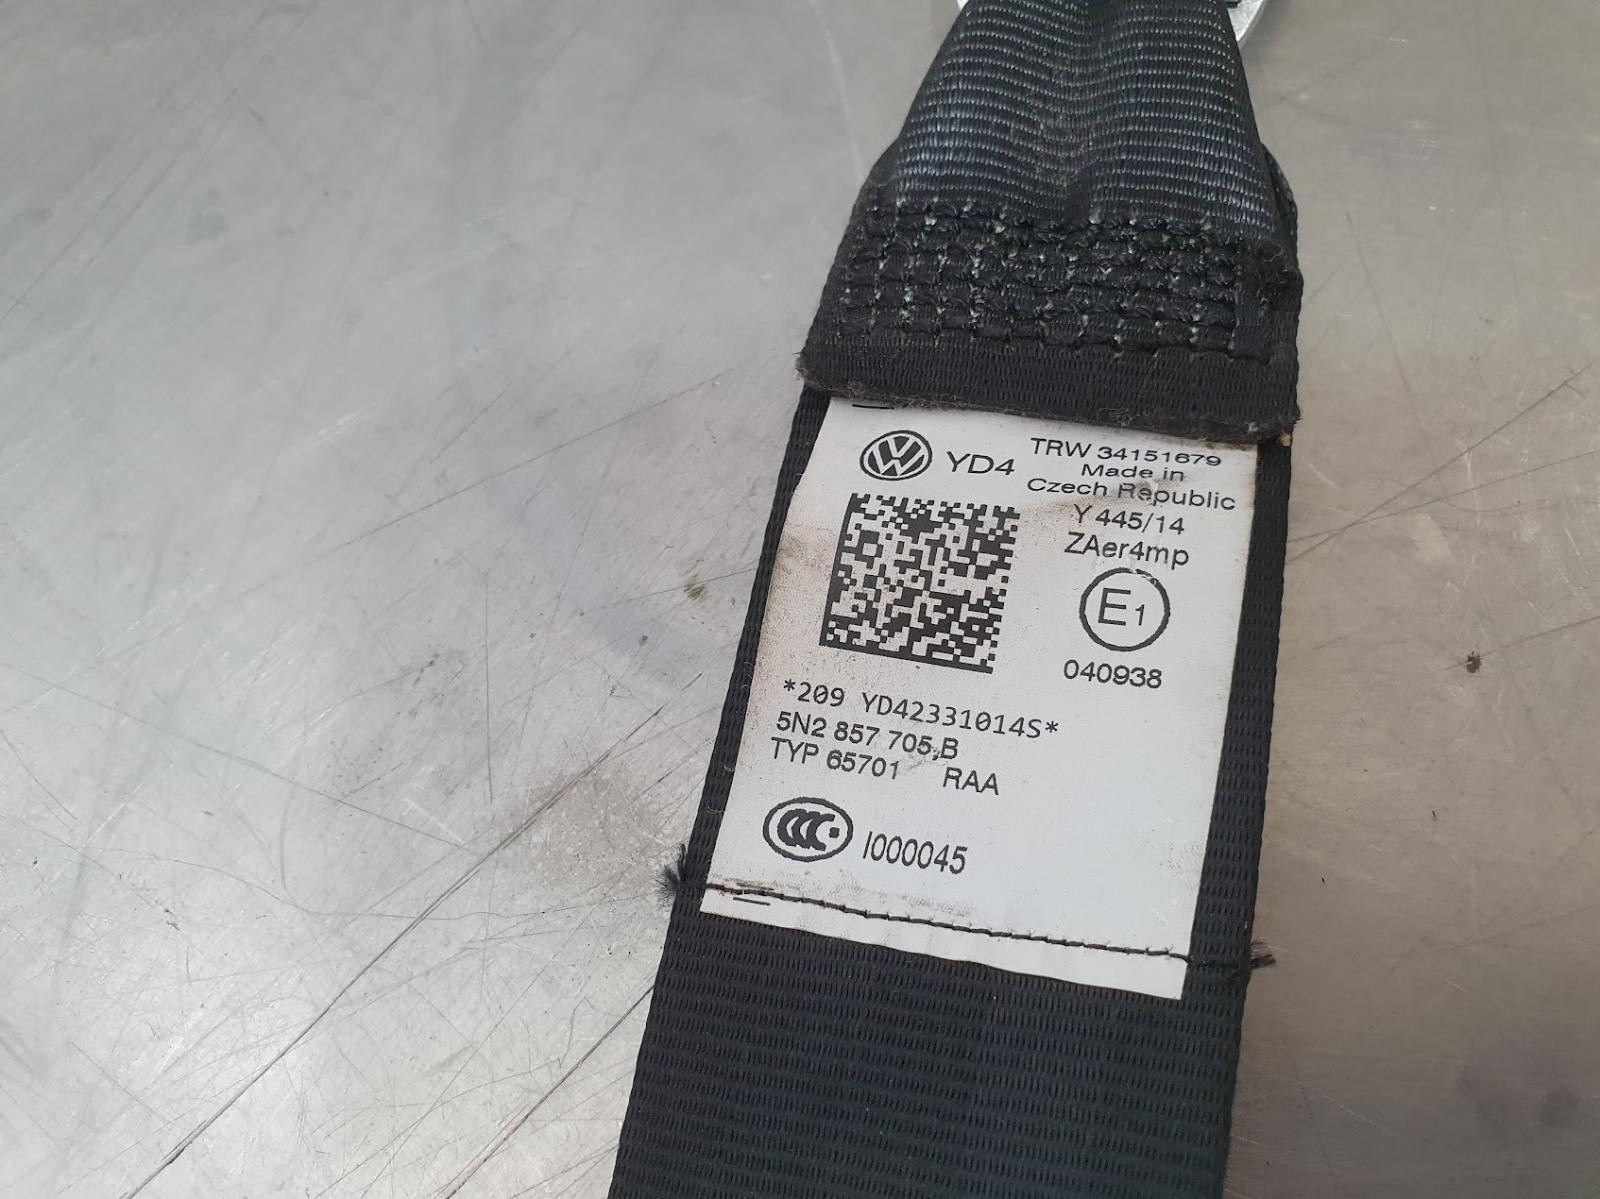 YD4
TRW 34151679
Made in
Czech Republic
Y 445/14
ZAer4mp
E1
040938
*209 YD42331014S*
5N2 857 705 B
TYP 65701 RAA
CCC I000045